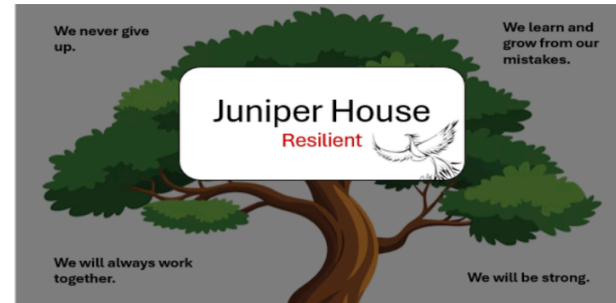 We never give
up.
We learn and
grow from our
mistakes.
Juniper House
Resilient
We will always work
together.
We will be strong.